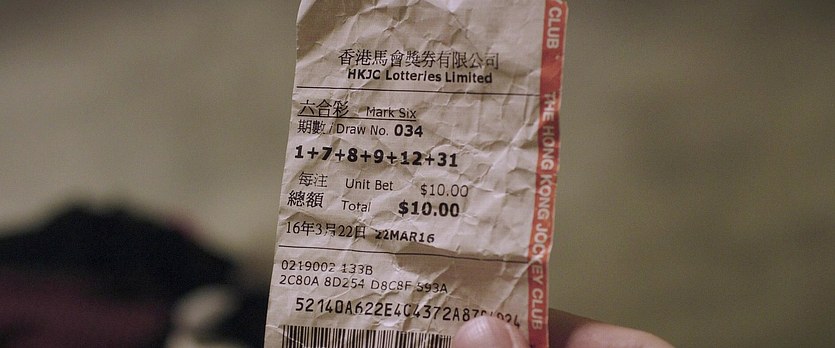 香港馬會獎券有限公司
HKJC Lotteries Limited
六合彩 Mark Six
期數 / Draw No. 034
1+7+8+9+12+31
每注 Unit Bet $10.00
總額 Total $10.00
16年3月22日 22MAR16
0219002 133B
2C80A 8D254 D8C8F 593A
CLUB THE HONG KONG JOCKEY CLUB